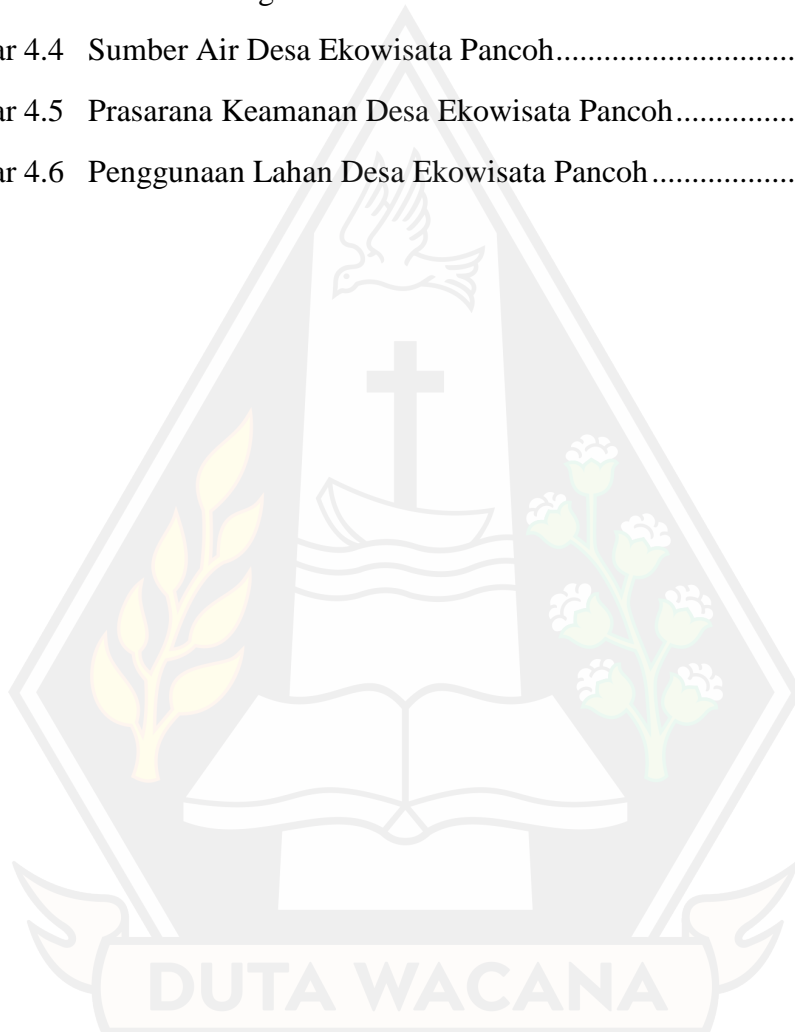 ar 4.4 Sumber Air Desa Ekowisata Pancoh..............................
ar 4.5 Prasarana Keamanan Desa Ekowisata Pancoh...............
ar 4.6 Penggunaan Lahan Desa Ekowisata Pancoh..................
DUTA WACANA